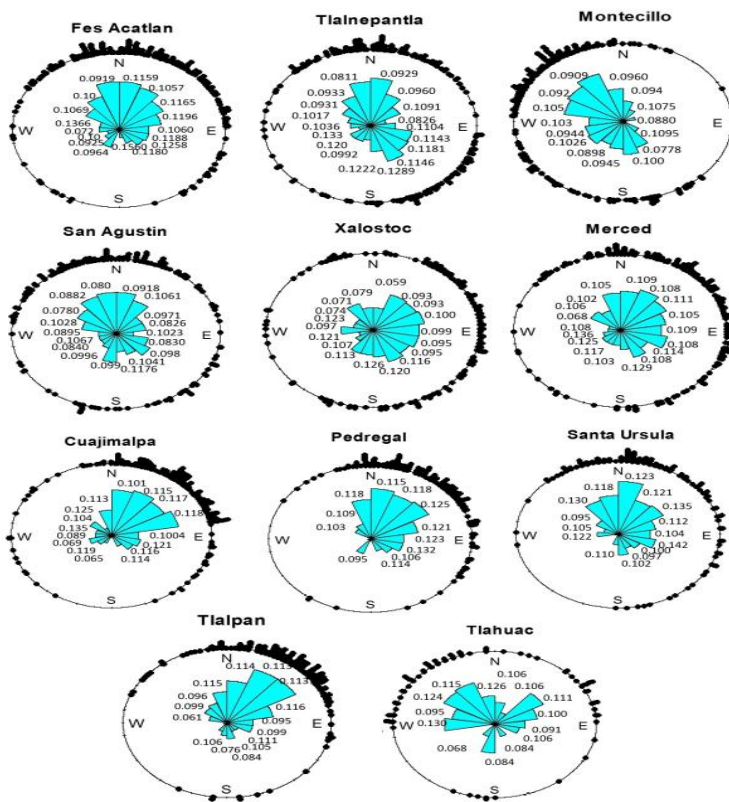 Fes Acatlan
N
0.0919 0.1159
0.10 0.1057
0.1069 0.1165
0.1366 0.1196
W 0.072 0.1060 E
0.10 0.1188
0.0925 0.1258
0.0964 0.1560 0.1180
S
Tlalnepantla
N
0.0811 0.0929
0.0933 0.0960
0.0931 0.1091
0.1017 0.0826
W 0.1036 0.1104 E
0.133 0.1143
0.120 0.1181
0.0992 0.1146
0.1222 0.1289
S
Montecillo
N
0.0909 0.0960
0.092 0.094
0.105 0.1075
W 0.103 0.0880 E
0.0944 0.1095
0.1026 0.0778
0.0898 0.100
0.0945
S
San Agustin
N
0.080 0.0918
0.0882 0.1061
0.0780 0.0971
0.1028 0.0826
W 0.0895 0.1023 E
0.1067 0.0830
0.0840 0.098
0.0996 0.1041
0.099 0.1176
S
Xalostoc
N
0.059
0.079 0.093
0.071 0.093
0.074 0.100
0.123 0.099
W 0.097 0.095 E
0.121 0.095
0.107 0.116
0.113 0.120
0.126
S
Merced
N
0.105 0.109
0.102 0.108
0.106 0.111
0.068 0.105
W 0.108 0.109 E
0.136 0.108
0.125 0.114
0.117 0.108
0.103 0.129
S
Cuajimalpa
N
0.101
0.113 0.115
0.125 0.117
0.104 0.118
W 0.135 0.1004 E
0.089 0.121
0.069 0.116
0.119 0.114
0.065
S
Pedregal
N
0.115
0.118 0.118
0.109 0.125
0.103 0.121
W 0.123 E
0.132
0.106
0.095 0.114
S
Santa Ursula
N
0.123
0.118 0.121
0.130 0.135
0.095 0.112
W 0.105 0.104 E
0.122 0.142
0.100
0.110 0.097
0.102
S
Tlalpan
N
0.114 0.113
0.115 0.113
0.096 0.116
0.099 0.095
W 0.061 0.099 E
0.111
0.106 0.105
0.076 0.084
S
Tlahuac
N
0.106
0.126 0.106
0.115 0.111
0.124 0.100
0.095 0.091
W 0.130 0.106 E
0.084
0.068
0.084
S